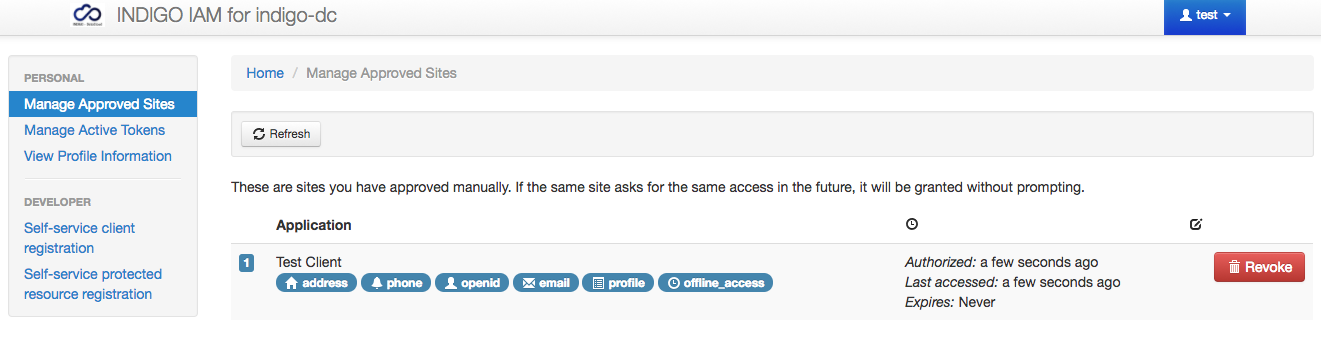 INDIGO IAM for indigo-dc
test
PERSONAL
Manage Approved Sites
Manage Active Tokens
View Profile Information
DEVELOPER
Self-service client
registration
Self-service protected
resource registration
Home / Manage Approved Sites
Refresh
These are sites you have approved manually. If the same site asks for the same access in the future, it will be granted without prompting.
Application
1
Test Client
address phone openid email profile offline_access
Authorized: a few seconds ago
Last accessed: a few seconds ago
Expires: Never
Revoke